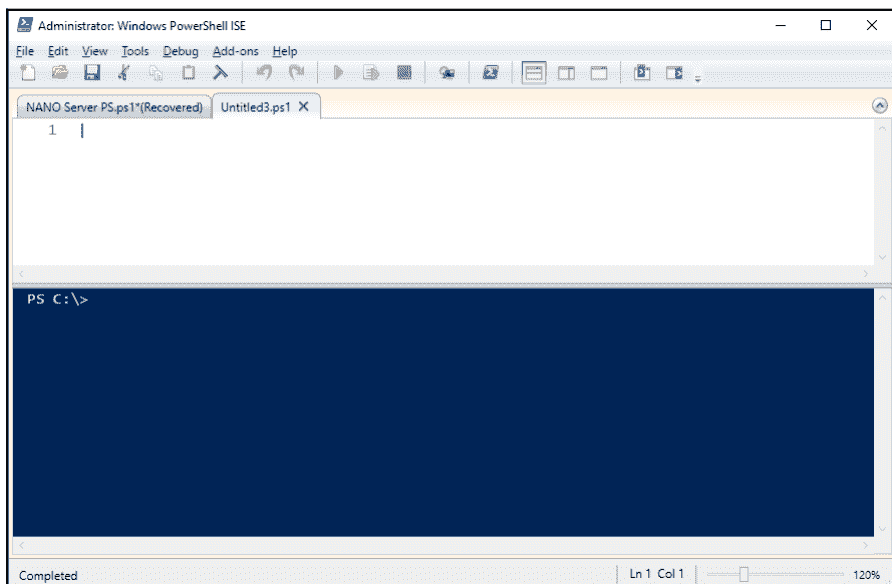 Administrator: Windows PowerShell ISE
File Edit View Tools Debug Add-ons Help
NANO Server PS.ps1*(Recovered) Untitled3.ps1 X
1
PS C:\>
Completed Ln 1 Col 1 120%